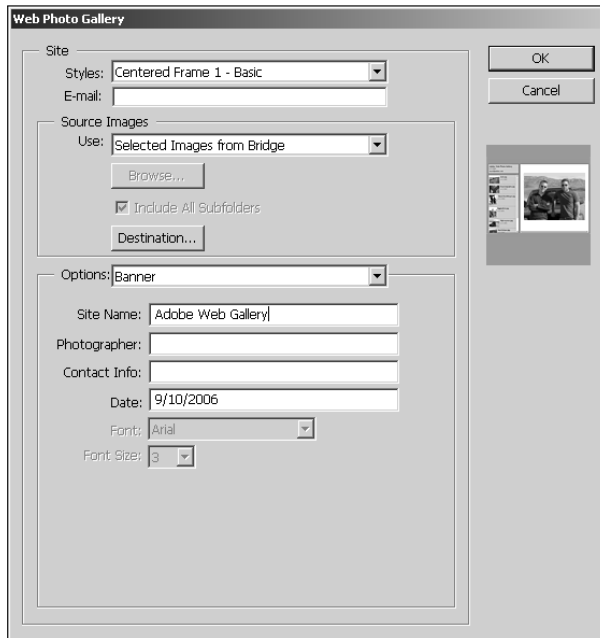 Web Photo Gallery
Site
Styles: Centered Frame 1 - Basic
E-mail:
Source Images
Use: Selected Images from Bridge
Browse...
Include All Subfolders
Destination...
Options: Banner
Site Name: Adobe Web Gallery
Photographer:
Contact Info:
Date: 9/10/2006
Font: Arial
Font Size: 3
OK
Cancel